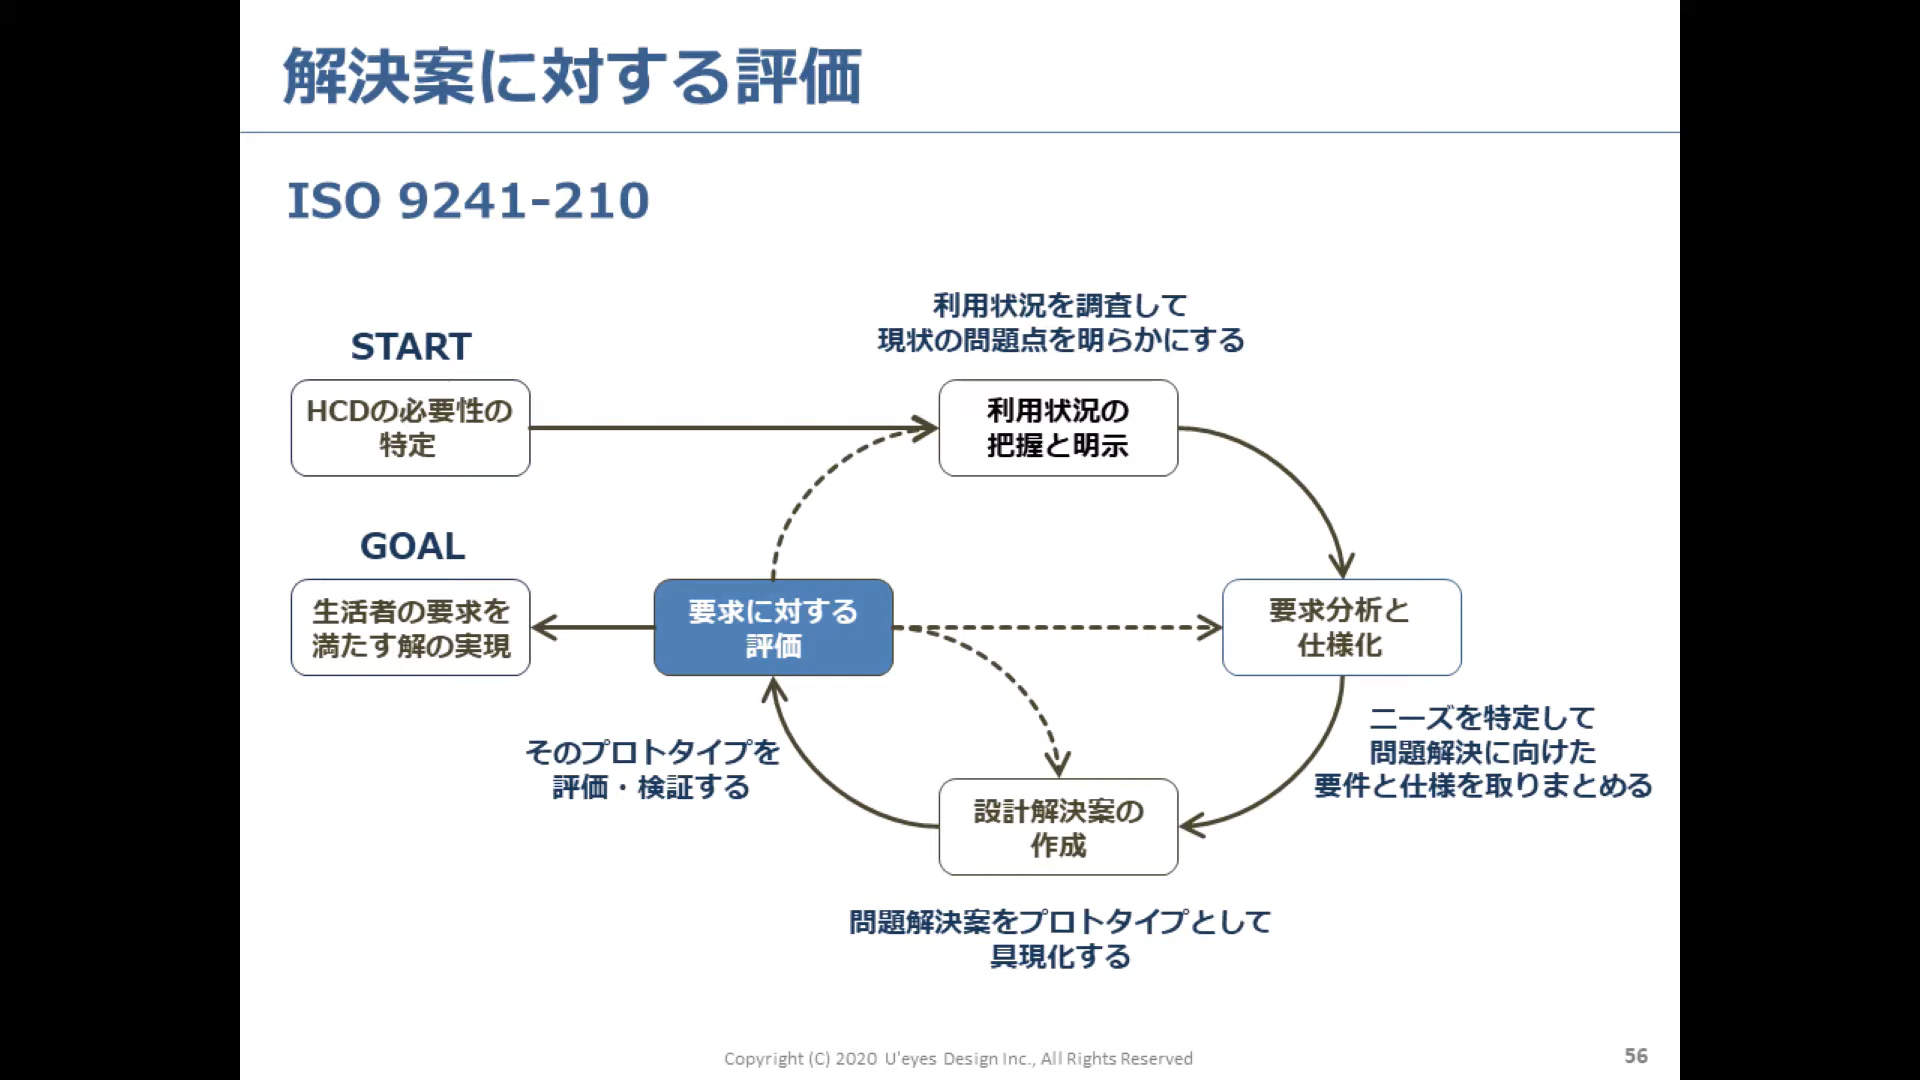 解決案に対する評価
ISO 9241-210
利用状況を調査して
現状の問題点を明らかにする
START
HCDの必要性の
特定
利用状況の
把握と明示
GOAL
生活者の要求を
満たす解の実現
要求に対する
評価
要求分析と
仕様化
ニーズを特定して
問題解決に向けた
要件と仕様を取りまとめる
そのプロトタイプを
評価・検証する
設計解決案の
作成
問題解決案をプロトタイプとして
具現化する
Copyright (C) 2020 U'eyes Design Inc., All Rights Reserved
56